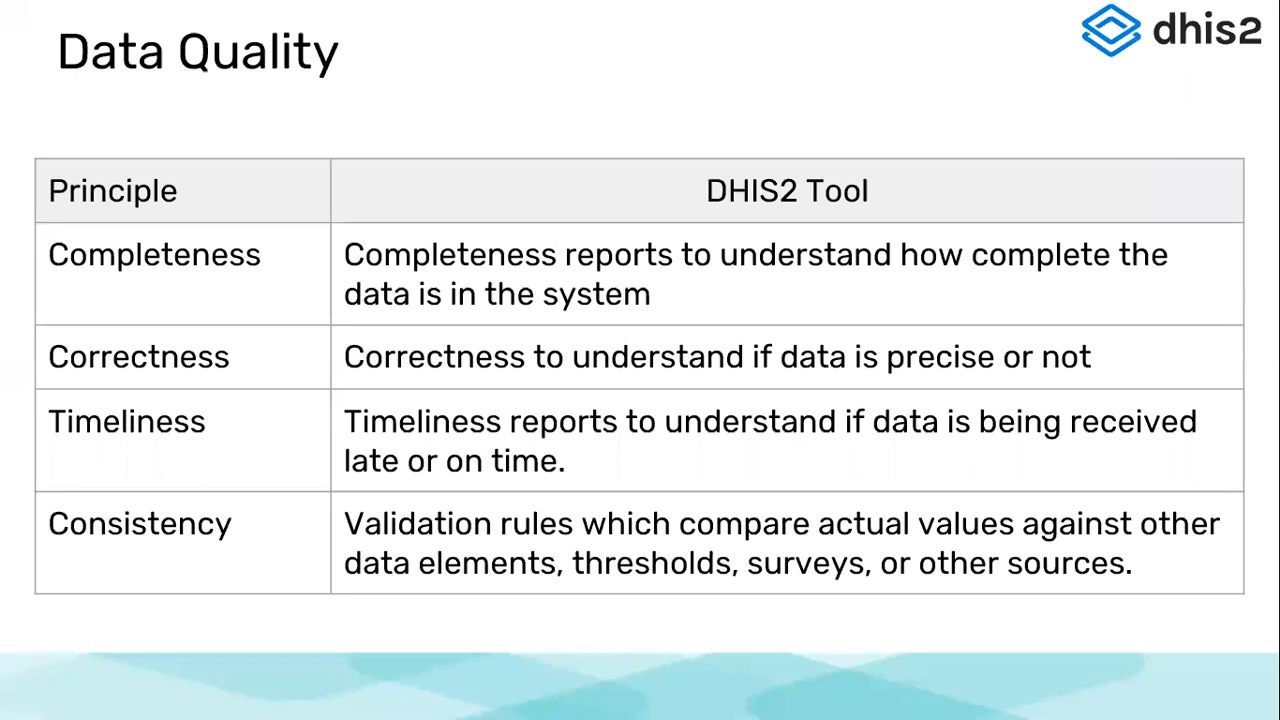 Data Quality
dhis2
Principle
DHIS2 Tool
Completeness
Completeness reports to understand how complete the
data is in the system
Correctness
Correctness to understand if data is precise or not
Timeliness
Timeliness reports to understand if data is being received
late or on time.
Consistency
Validation rules which compare actual values against other
data elements, thresholds, surveys, or other sources.